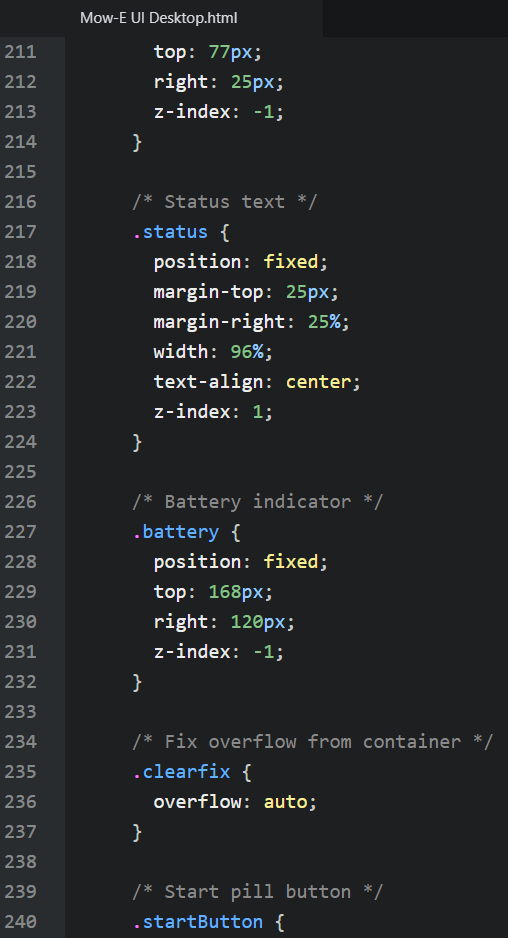 Mow-E UI Desktop.html
211 top: 77px;
212 right: 25px;
213 z-index: -1;
214 }
215
216 /* Status text */
217 .status {
218 position: fixed;
219 margin-top: 25px;
220 margin-right: 25%;
221 width: 96%;
222 text-align: center;
223 z-index: 1;
224 }
225
226 /* Battery indicator */
227 .battery {
228 position: fixed;
229 top: 168px;
230 right: 120px;
231 z-index: -1;
232 }
233
234 /* Fix overflow from container */
235 .clearfix {
236 overflow: auto;
237 }
238
239 /* Start pill button */
240 .startButton {